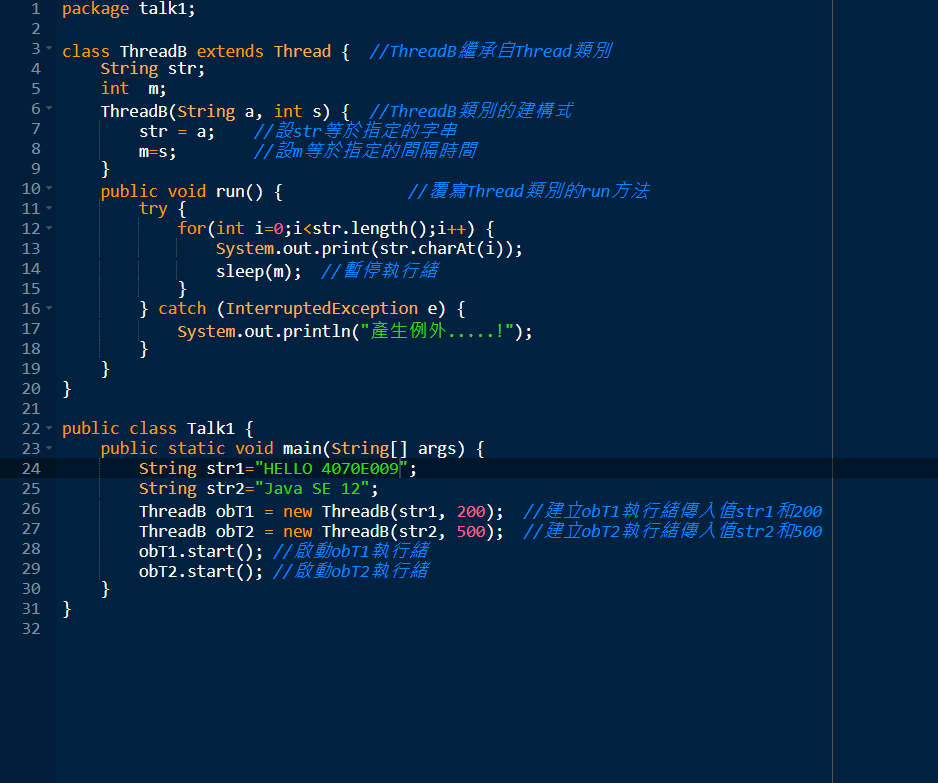 1 package talk1;
2
3 class ThreadB extends Thread {  //ThreadB繼承自Thread類別
4     String str;
5     int  m;
6     ThreadB(String a, int s) {  //ThreadB類別的建構式
7         str = a;    //設str等於指定的字串
8         m=s;        //設m等於指定的間隔時間
9     }
10     public void run() {             //覆寫Thread類別的run方法
11         try {
12             for(int i=0;i<str.length();i++) {
13                 System.out.print(str.charAt(i));
14                 sleep(m);  //暫停執行緒
15             }
16         } catch (InterruptedException e) {
17             System.out.println("產生例外.....!");
18         }
19     }
20 }
21
22 public class Talk1 {
23     public static void main(String[] args) {
24         String str1="HELLO 4070E009";
25         String str2="Java SE 12";
26         ThreadB obT1 = new ThreadB(str1, 200);  //建立obT1執行緒傳入值str1和200
27         ThreadB obT2 = new ThreadB(str2, 500);  //建立obT2執行緒傳入值str2和500
28         obT1.start(); //啟動obT1執行緒
29         obT2.start(); //啟動obT2執行緒
30     }
31 }
32